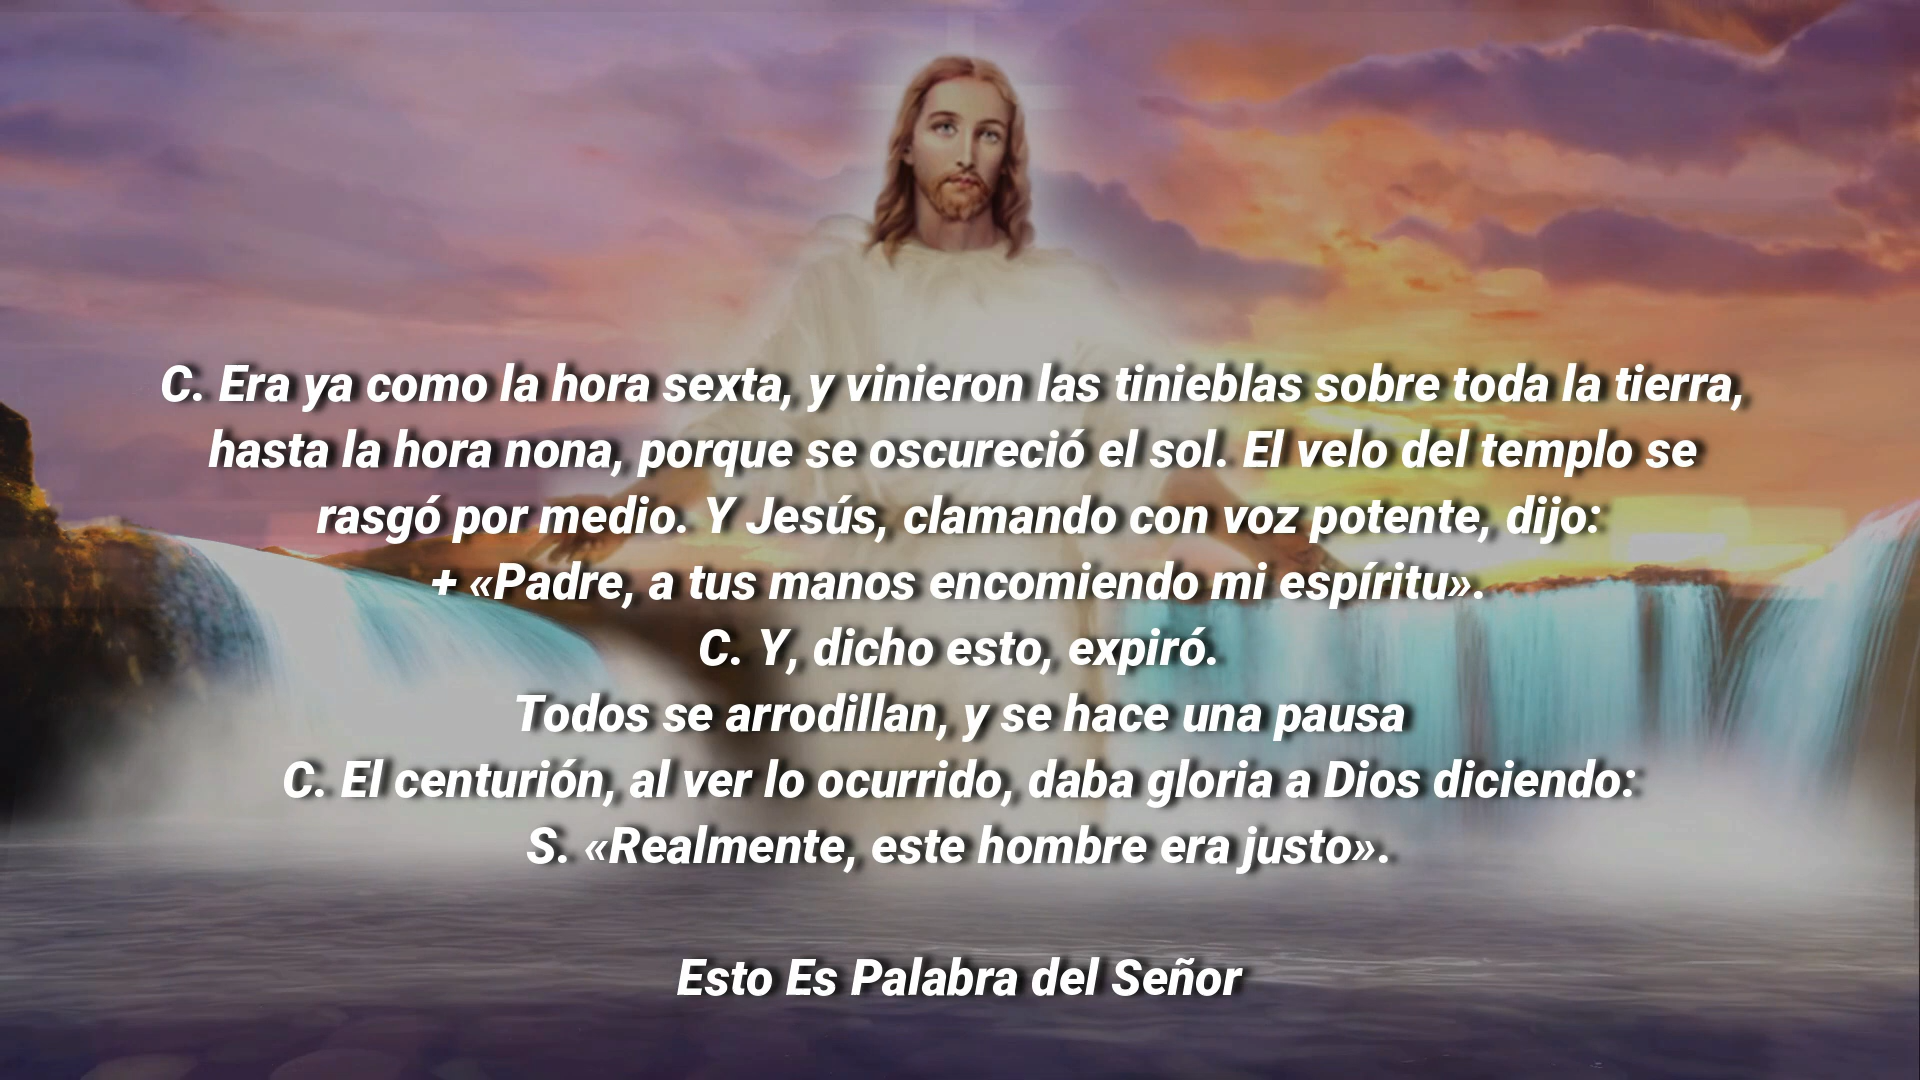 C. Era ya como la hora sexta, y vinieron las tinieblas sobre toda la tierra,
hasta la hora nona, porque se oscureció el sol. El velo del templo se
rasgó por medio. Y Jesús, clamando con voz potente, dijo:
+ «Padre, a tus manos encomiendo mi espíritu».
C. Y, dicho esto, expiró.
Todos se arrodillan, y se hace una pausa
C. El centurión, al ver lo ocurrido, daba gloria a Dios diciendo:
S. «Realmente, este hombre era justo».
Esto Es Palabra del Señor